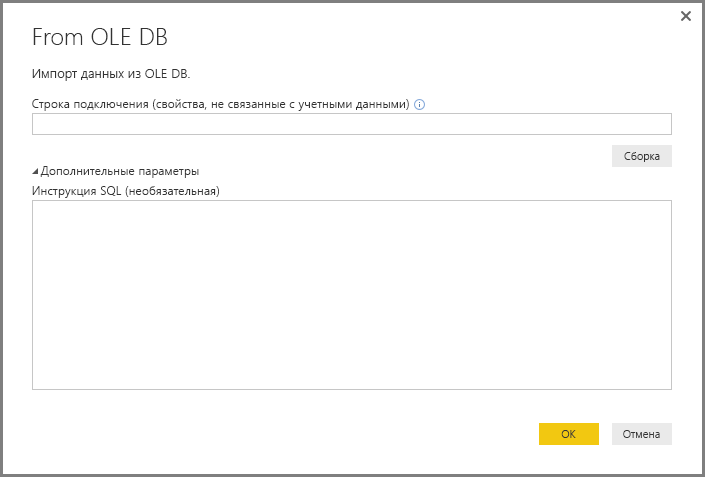 From OLE DB
Импорт данных из OLE DB.
Строка подключения (свойства, не связанные с учетными данными)
Сборка
Дополнительные параметры
Инструкция SQL (необязательная)
OK
Отмена